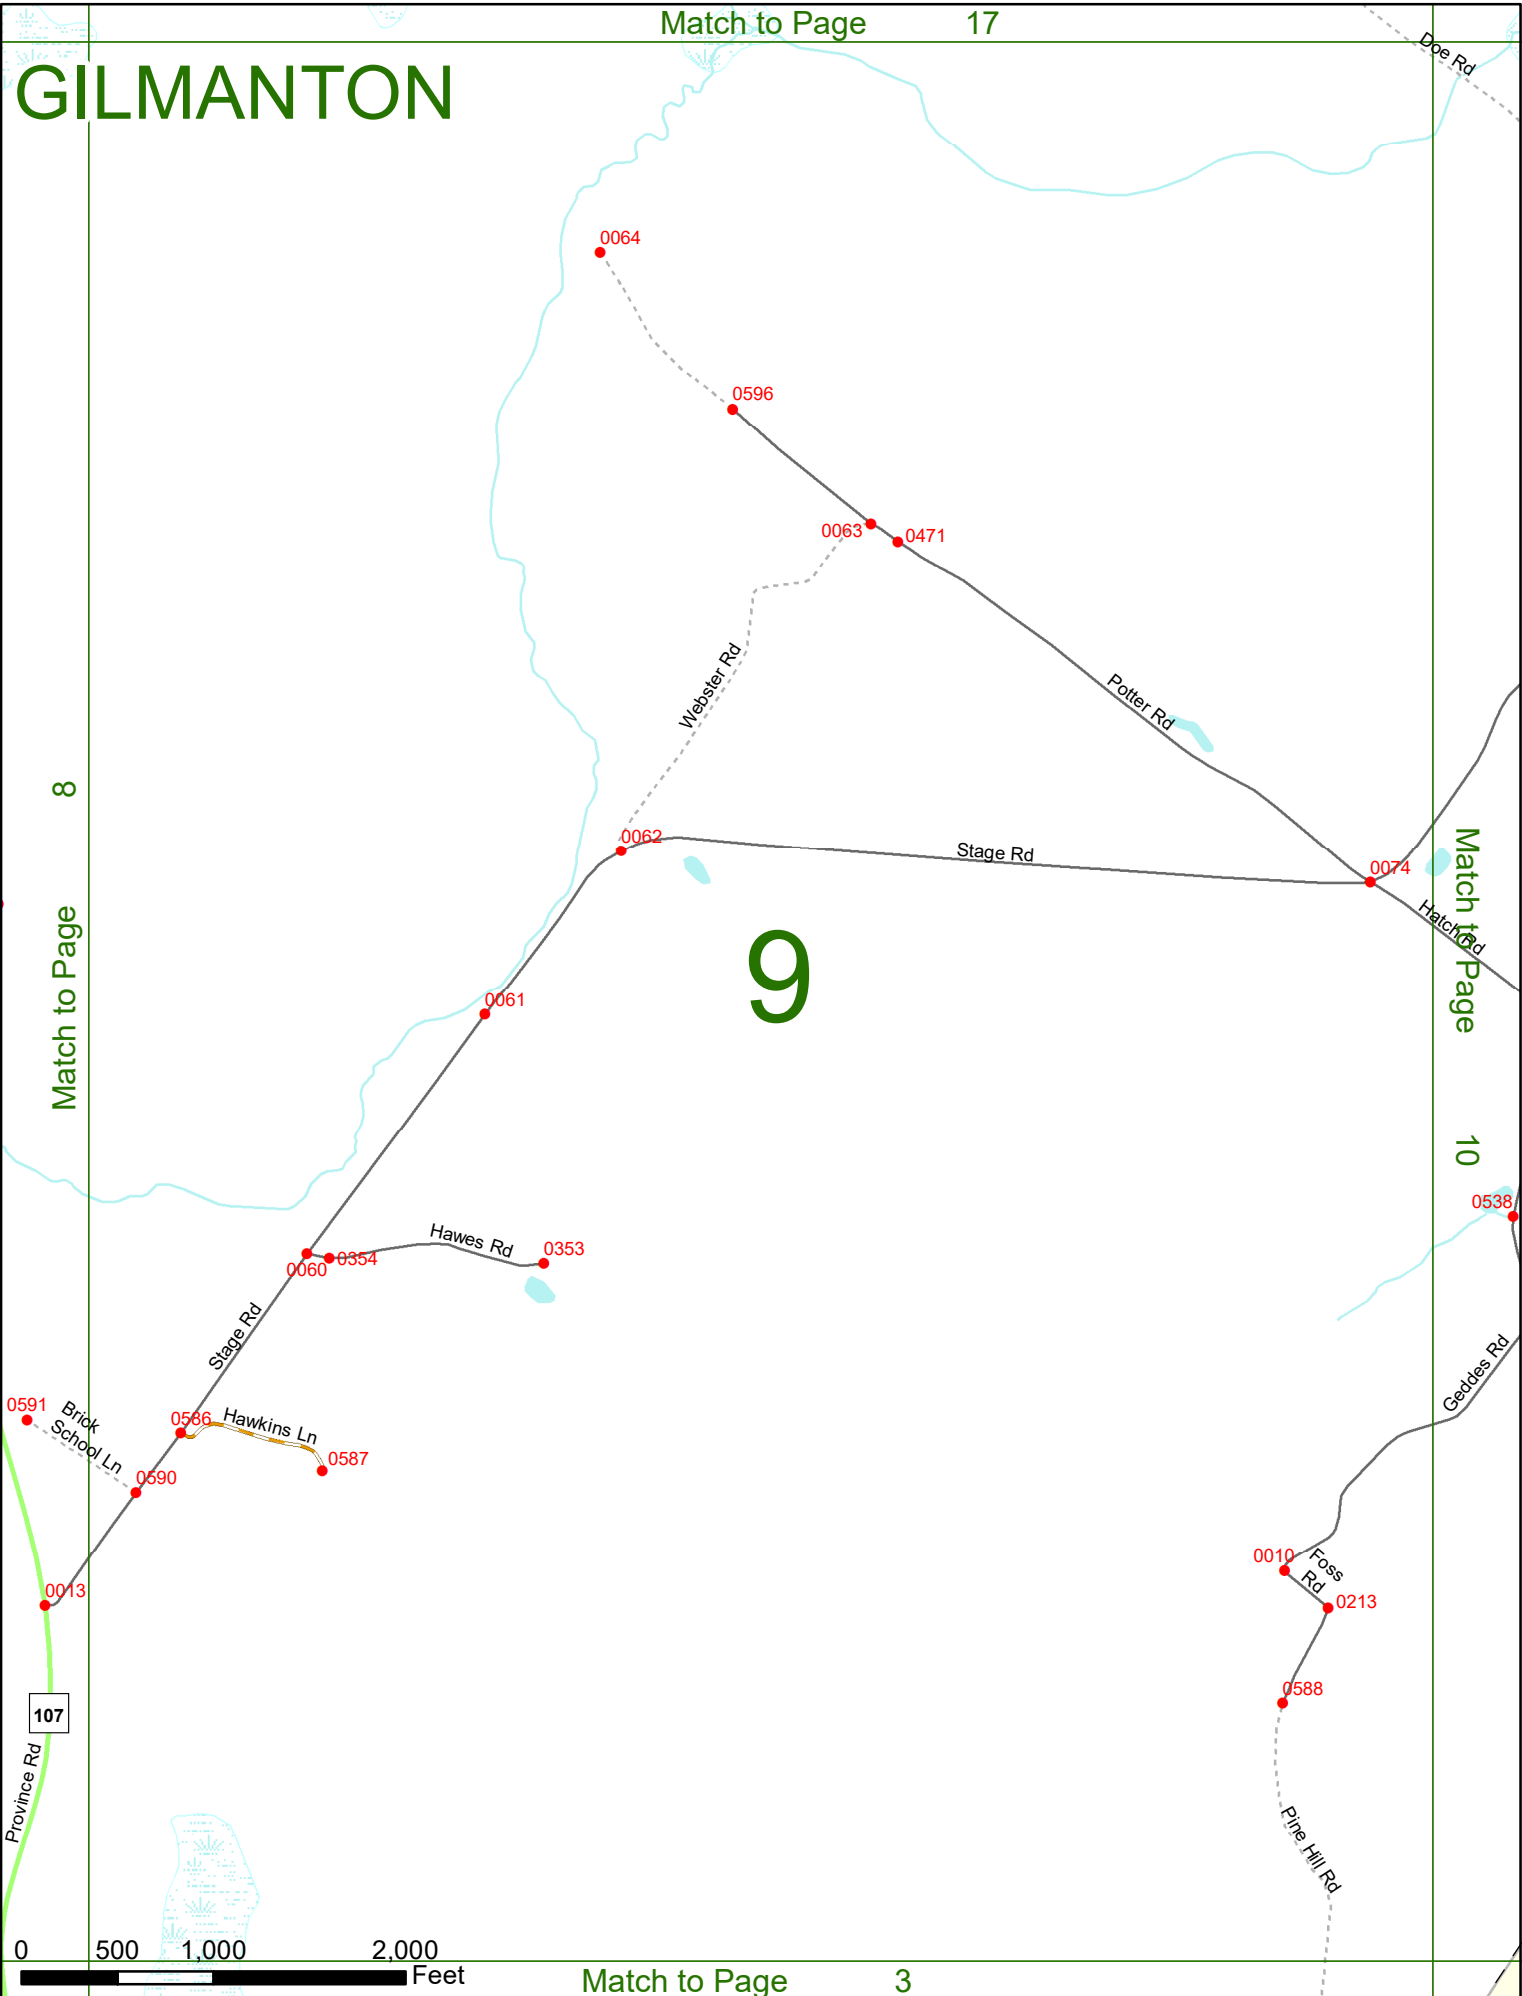 Match to Page 17
Doe Rd
GILMANTON
0064
0596
0063
0471
Webster Rd
Potter Rd
8
Match to Page
0062
Stage Rd
0074
Match to Page
10
Hatch Rd
9
0061
0538
Hawes Rd
0353
0354
0060
Stage Rd
Geddes Rd
0591
Brick
School Ln
0586
Hawkins Ln
0587
0590
0010
Foss
Rd
0213
0013
0588
107
Province Rd
Pine Hill Rd
0 500 1,000 2,000
Feet
Match to Page 3